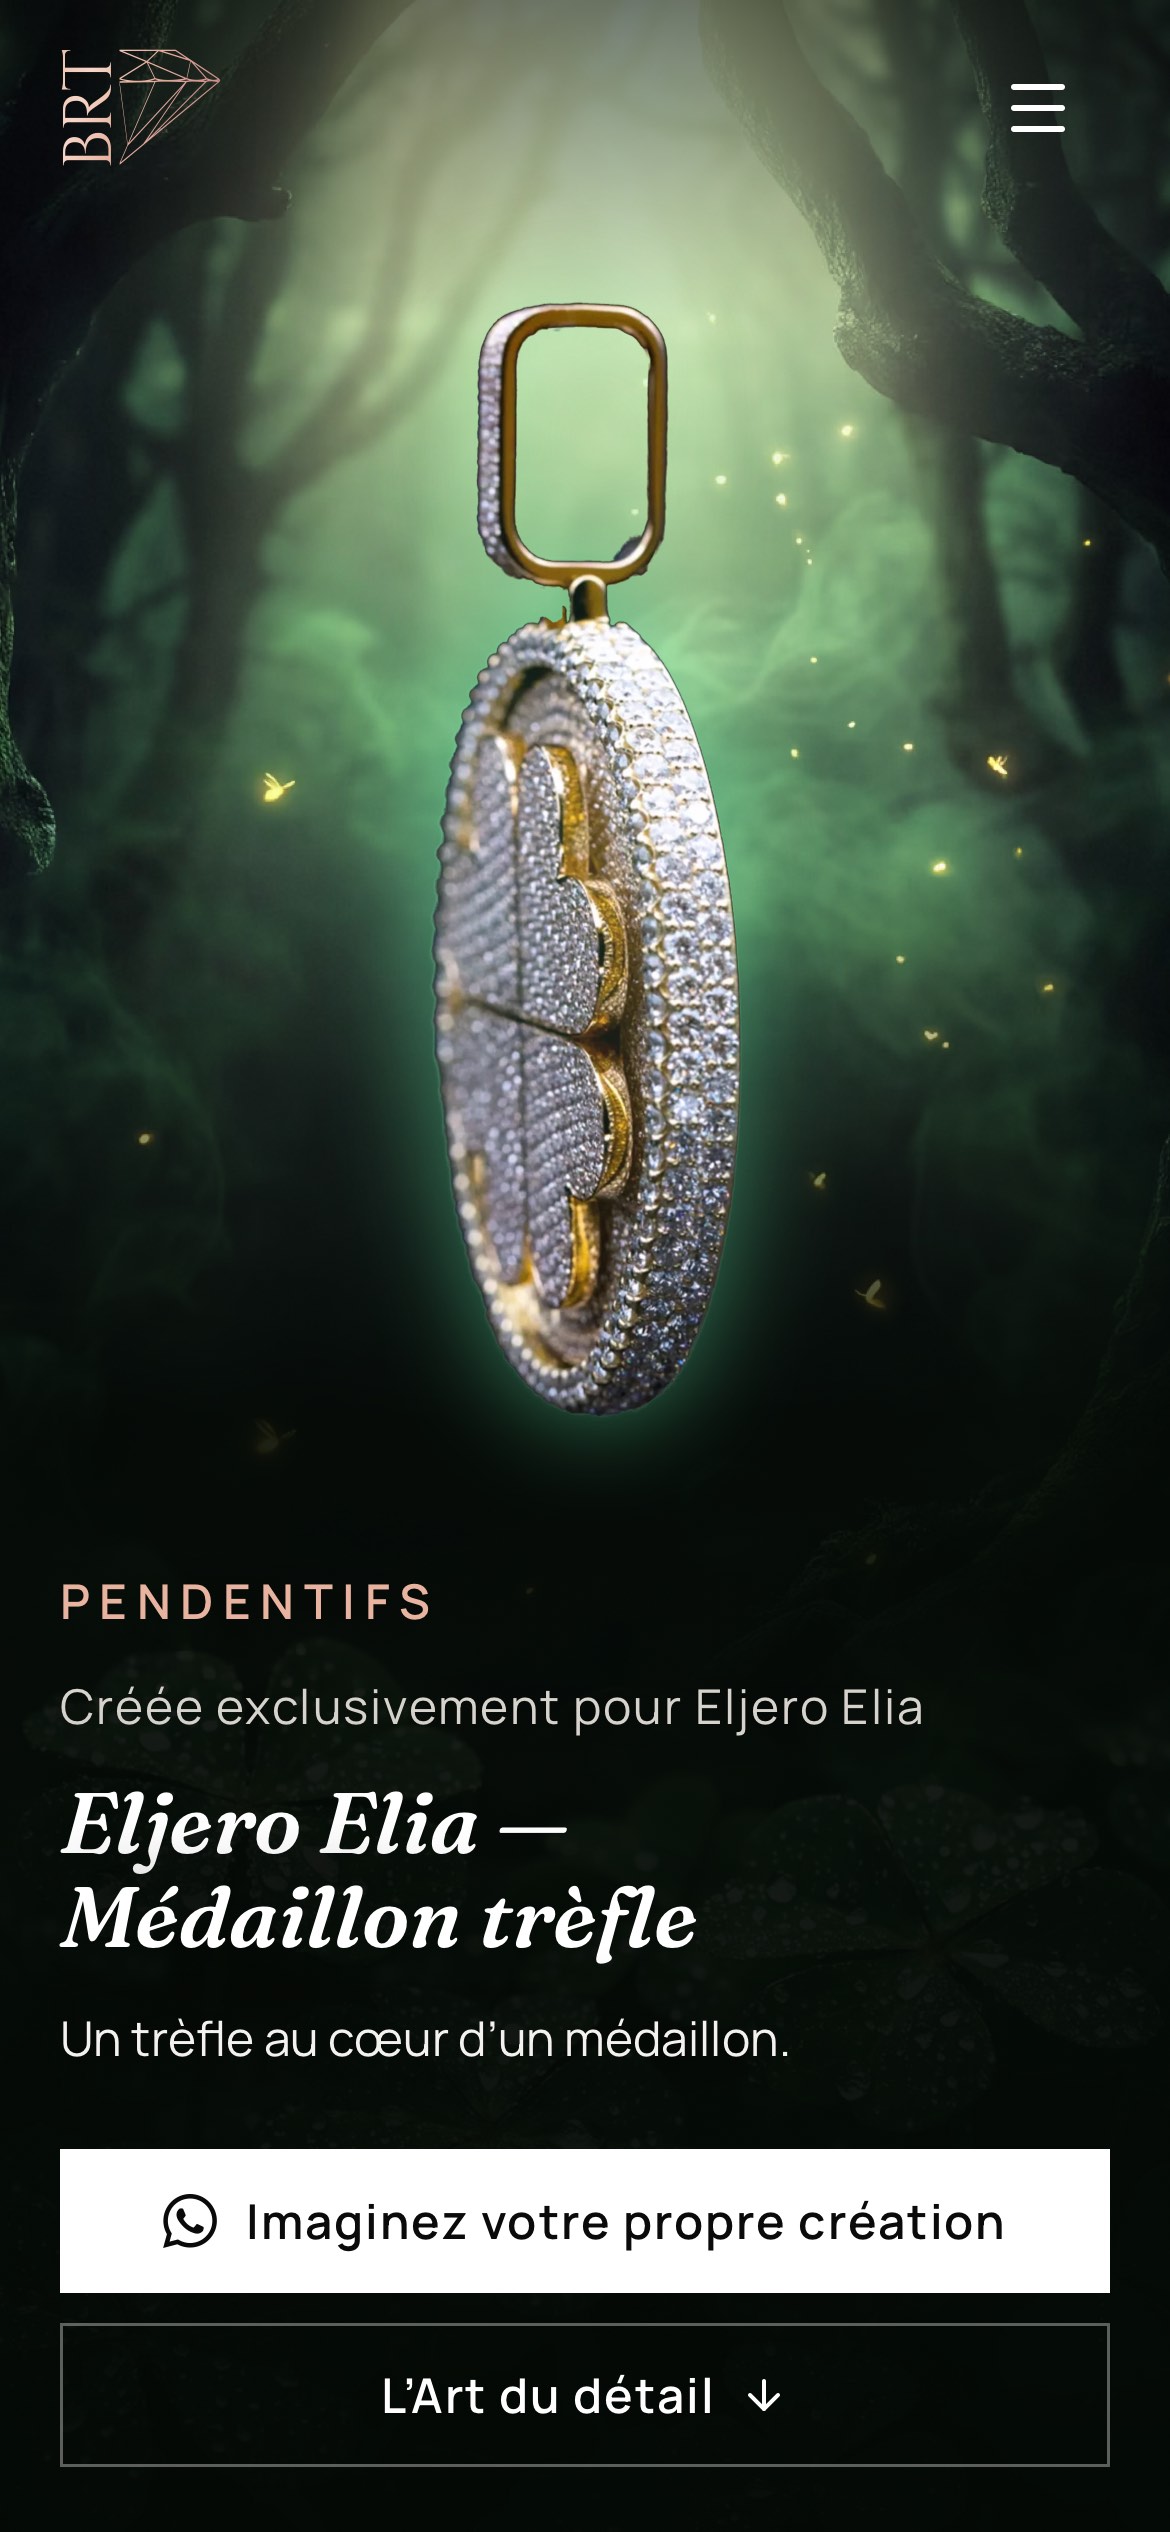 BRT
PENDENTIFS
Créée exclusivement pour Eljero Elia
Eljero Elia —
Médaillon trèfle
Un trèfle au cœur d’un médaillon.
Imaginez votre propre création
L’Art du détail ↓